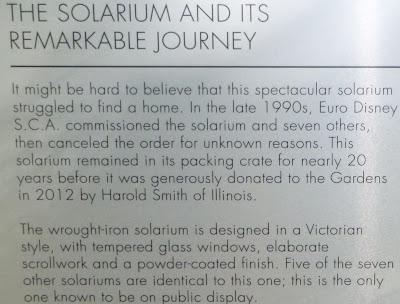 THE SOLARIUM AND ITS
REMARKABLE JOURNEY
It might be hard to believe that this spectacular solarium
struggled to find a home. In the late 1990s, Euro Disney
S.C.A. commissioned the solarium and seven others,
then canceled the order for unknown reasons. This
solarium remained in its packing crate for nearly 20
years before it was generously donated to the Gardens
in 2012 by Harold Smith of Illinois.
The wrought-iron solarium is designed in a Victorian
style, with tempered glass windows, elaborate
scrollwork and a powder-coated finish. Five of the seven
other solariums are identical to this one; this is the only
one known to be on public display.